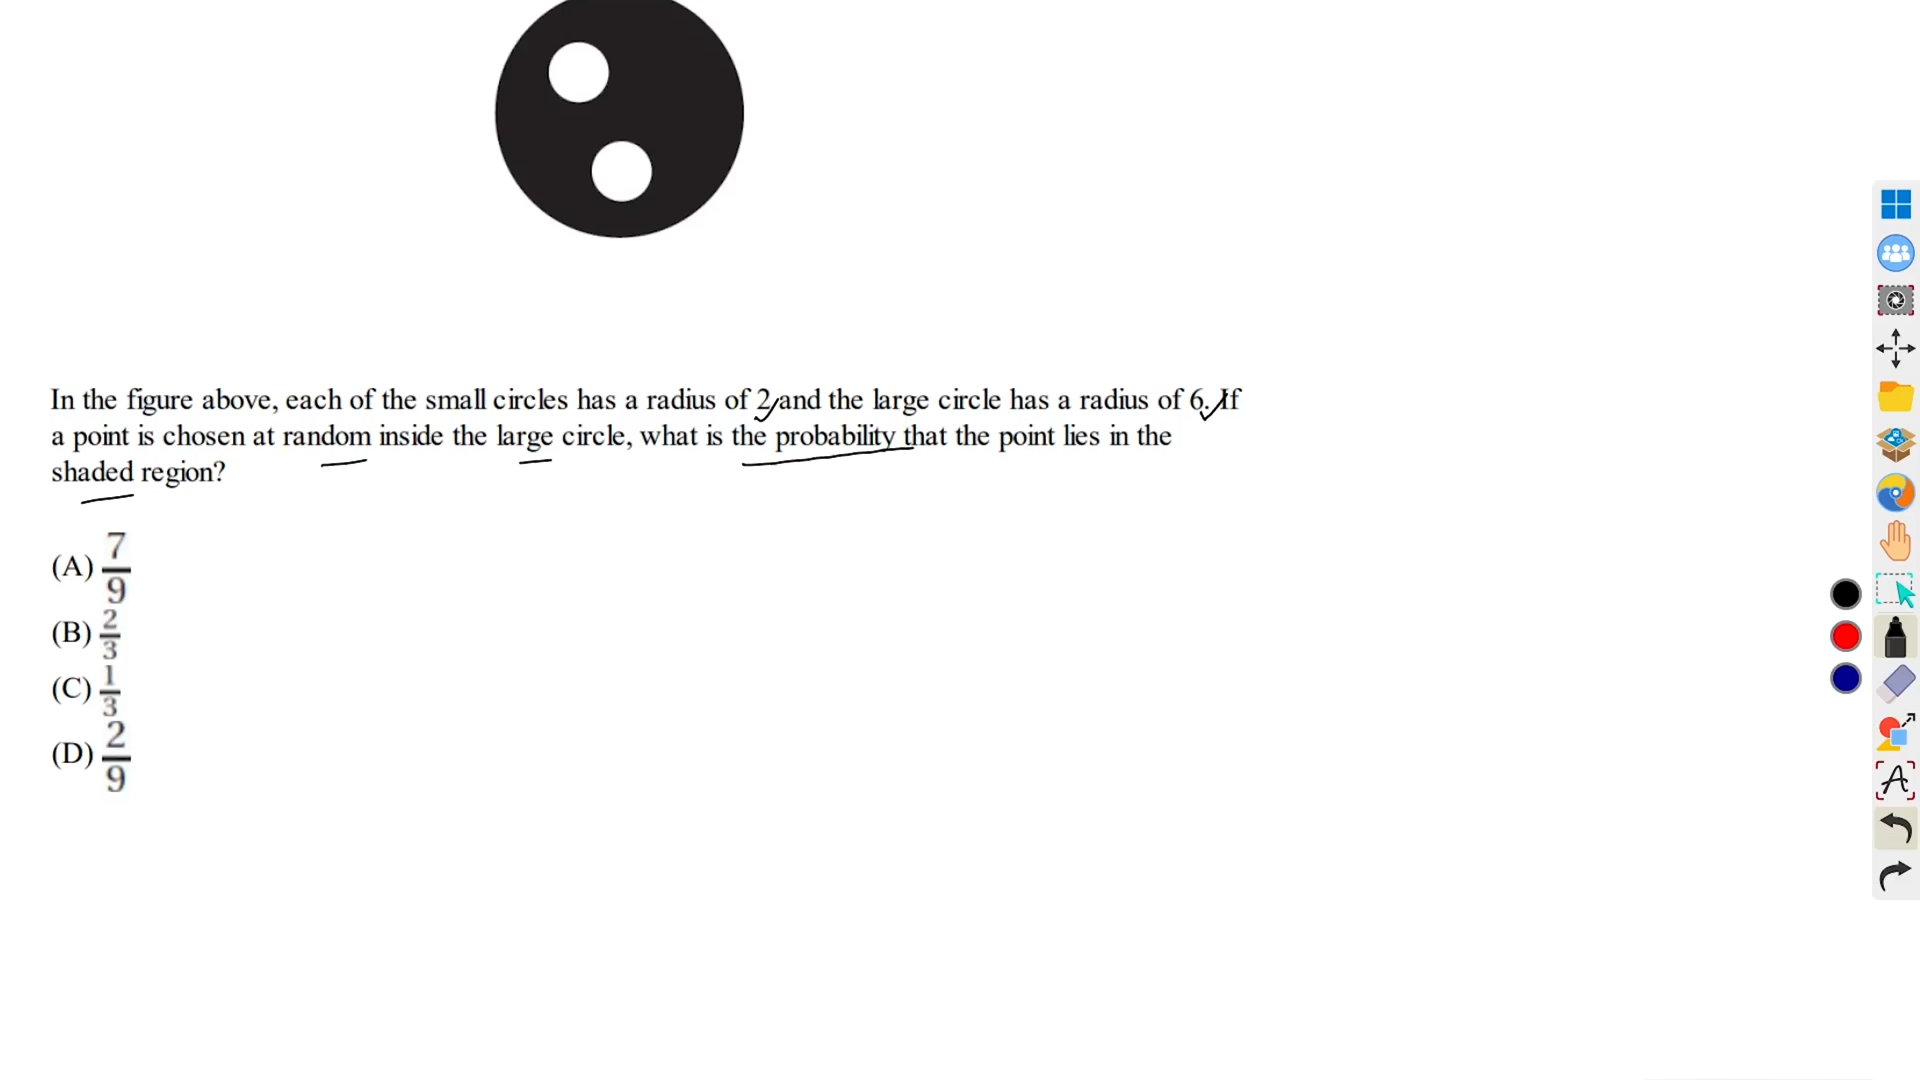 In the figure above, each of the small circles has a radius of 2 and the large circle has a radius of 6. If
a point is chosen at random inside the large circle, what is the probability that the point lies in the
shaded region?
(A) 7/9
(B) 2/3
(C) 1/3
(D) 2/9